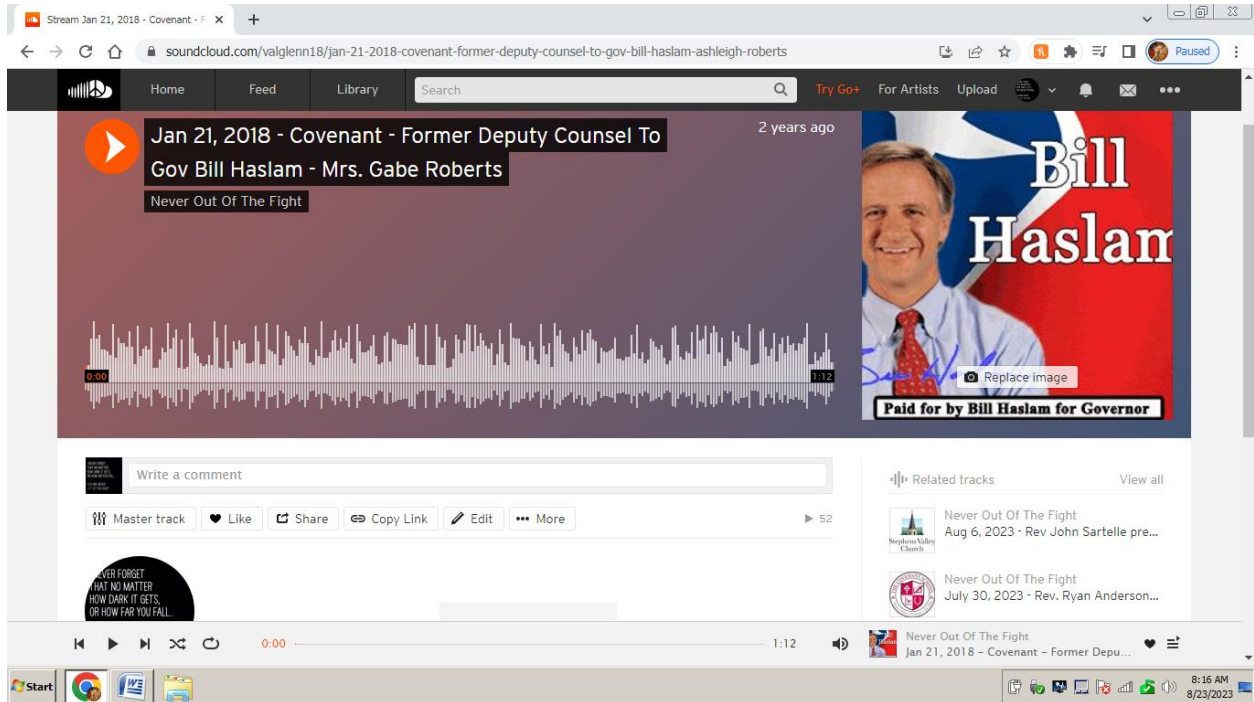 Stream Jan 21, 2018 - Covenant - F
soundcloud.com/valglenn18/jan-21-2018-covenant-former-deputy-counsel-to-gov-bill-haslam-ashleigh-roberts
Paused
Home Feed Library Search Try Go+ For Artists Upload
Jan 21, 2018 - Covenant - Former Deputy Counsel To
Gov Bill Haslam - Mrs. Gabe Roberts
Never Out Of The Fight
2 years ago
0:00
1:12
Bill
Haslam
Replace image
Paid for by Bill Haslam for Governor
Write a comment
Master track Like Share Copy Link Edit More
52
Related tracks View all
Stephens Valley
Church
Never Out Of The Fight
Aug 6, 2023 - Rev John Sartelle pre...
Never Out Of The Fight
July 30, 2023 - Rev. Ryan Anderson...
NEVER FORGET
THAT NO MATTER
HOW DARK IT GETS,
OR HOW FAR YOU FALL
0:00 1:12
Never Out Of The Fight
Jan 21, 2018 – Covenant – Former Depu...
Start
8:16 AM
8/23/2023